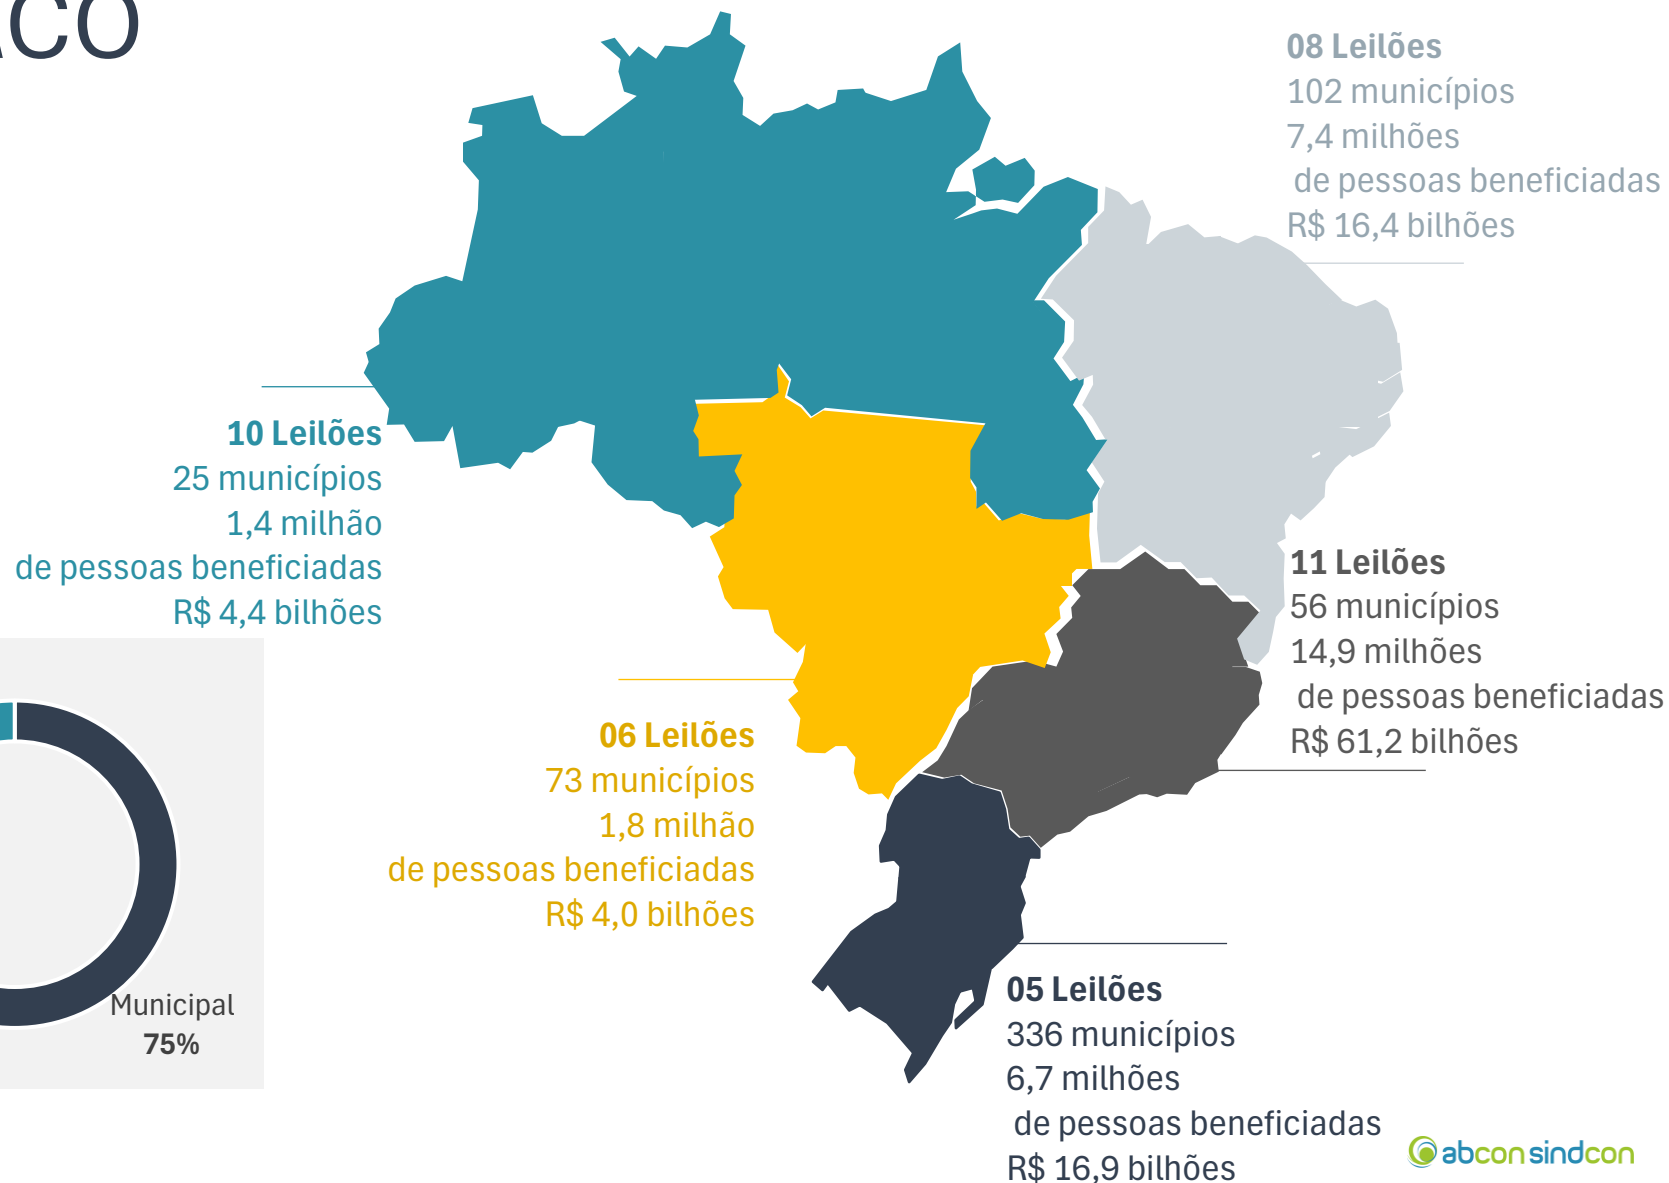 08 Leilões
102 municípios
7,4 milhões
de pessoas beneficiadas
R$ 16,4 bilhões
10 Leilões
25 municípios
1,4 milhão
de pessoas beneficiadas
R$ 4,4 bilhões
11 Leilões
56 municípios
14,9 milhões
de pessoas beneficiadas
R$ 61,2 bilhões
06 Leilões
73 municípios
1,8 milhão
de pessoas beneficiadas
R$ 4,0 bilhões
Municipal
75%
05 Leilões
336 municípios
6,7 milhões
de pessoas beneficiadas
R$ 16,9 bilhões
abcon sindcon